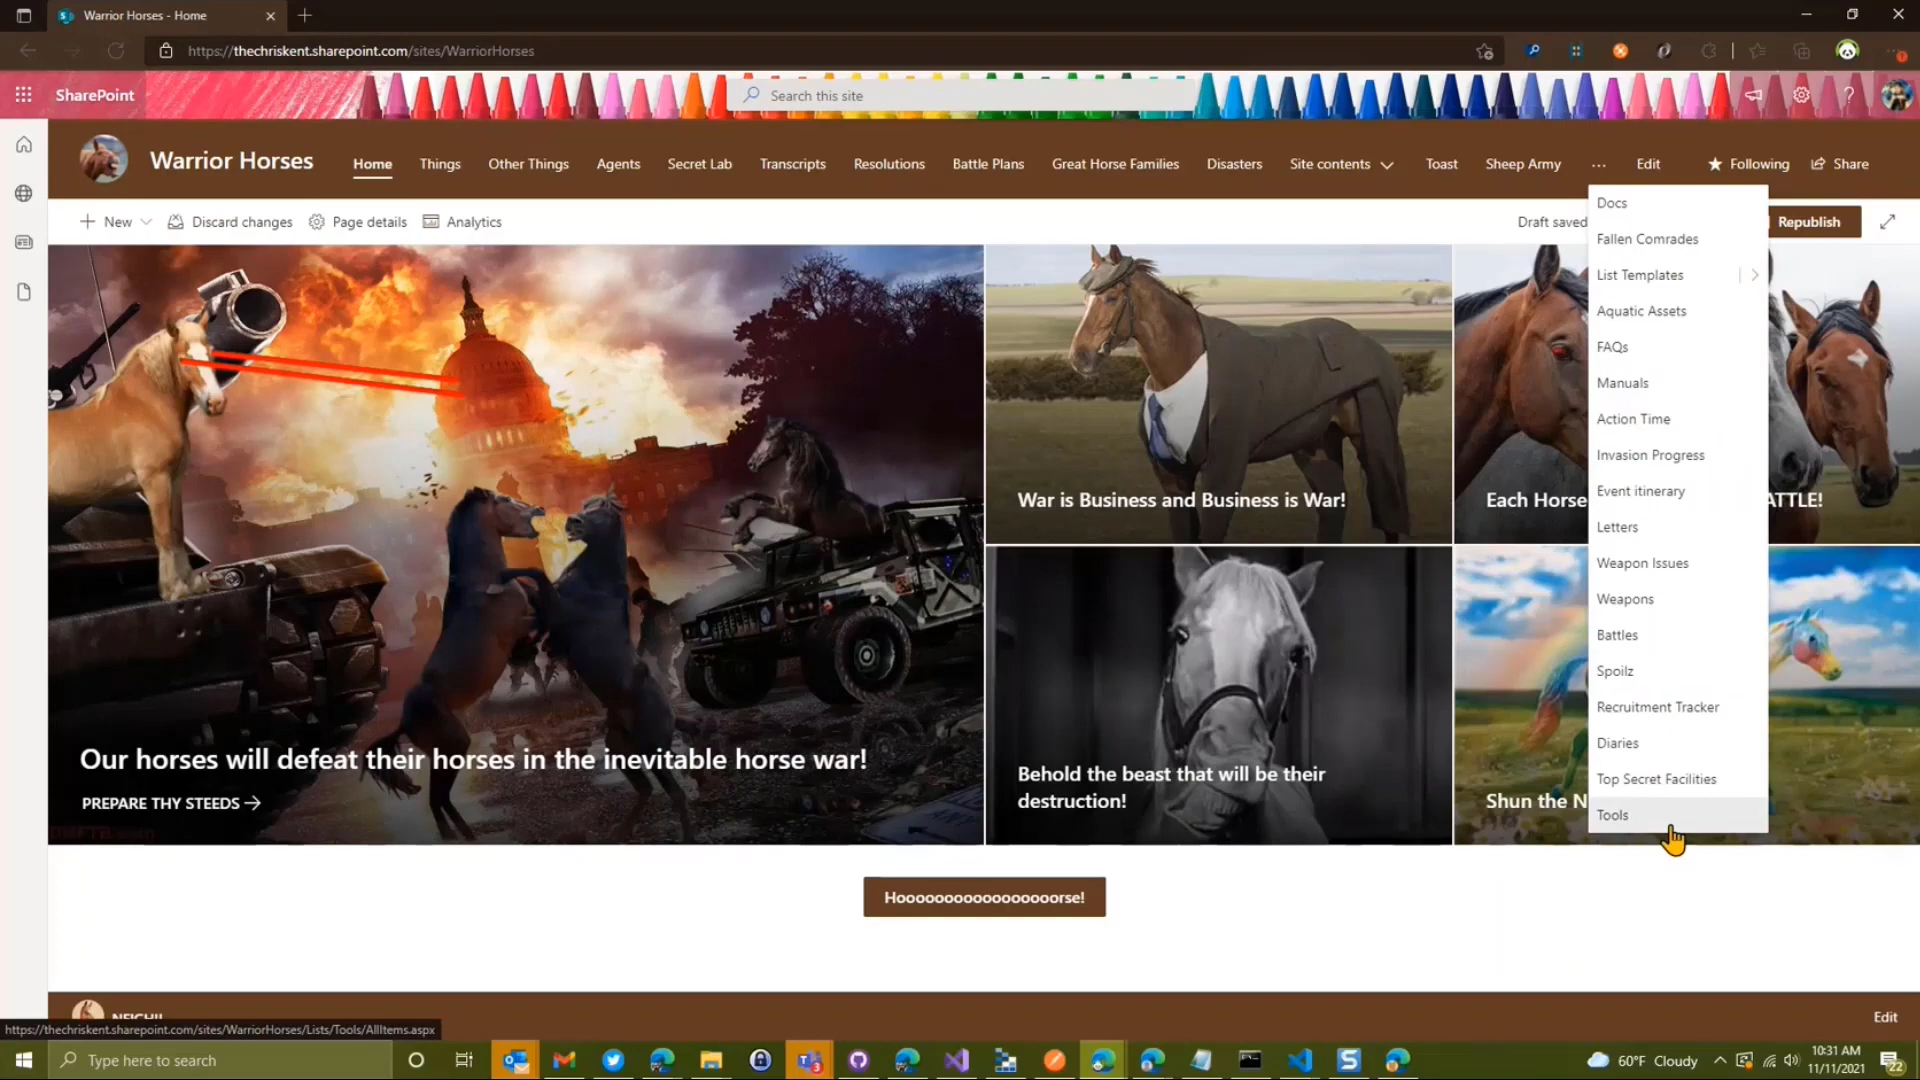 Warrior Horses - Home
https://thechriskent.sharepoint.com/sites/WarriorHorses
SharePoint
Search this site
Warrior Horses
Home
Things
Other Things
Agents
Secret Lab
Transcripts
Resolutions
Battle Plans
Great Horse Families
Disasters
Site contents
Toast
Sheep Army
...
Edit
Following
Share
New
Discard changes
Page details
Analytics
Draft saved
Republish
Docs
Fallen Comrades
List Templates
Aquatic Assets
FAQs
Manuals
Action Time
Invasion Progress
Event itinerary
Letters
Weapon Issues
Weapons
Battles
Spoilz
Recruitment Tracker
Diaries
Top Secret Facilities
Tools
War is Business and Business is War!
Each Horse
ATTLE!
Our horses will defeat their horses in the inevitable horse war!
PREPARE THY STEEDS →
Behold the beast that will be their
destruction!
Shun the N
Hooooooooooooooooorse!
NEIGH!!
Edit
https://thechriskent.sharepoint.com/sites/WarriorHorses/Lists/Tools/AllItems.aspx
Type here to search
60°F Cloudy
10:31 AM
11/11/2021
22